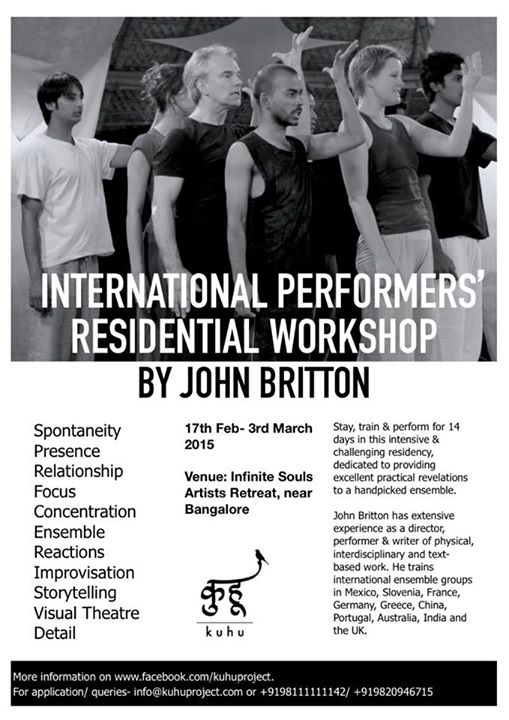 INTERNATIONAL PERFORMERS'
RESIDENTIAL WORKSHOP
BY JOHN BRITTON
Spontaneity
Presence
Relationship
Focus
Concentration
Ensemble
Reactions
Improvisation
Storytelling
Visual Theatre
Detail
17th Feb- 3rd March
2015
Venue: Infinite Souls
Artists Retreat, near
Bangalore
कुहू
kuhu
Stay, train & perform for 14
days in this intensive &
challenging residency,
dedicated to providing
excellent practical revelations
to a handpicked ensemble.
John Britton has extensive
experience as a director,
performer & writer of physical,
interdisciplinary and text-
based work. He trains
international ensemble groups
in Mexico, Slovenia, France,
Germany, Greece, China,
Portugal, Australia, India and
the UK.
More information on www.facebook.com/kuhuproject.
For application/ queries- info@kuhuproject.com or +9198111111142/ +919820946715